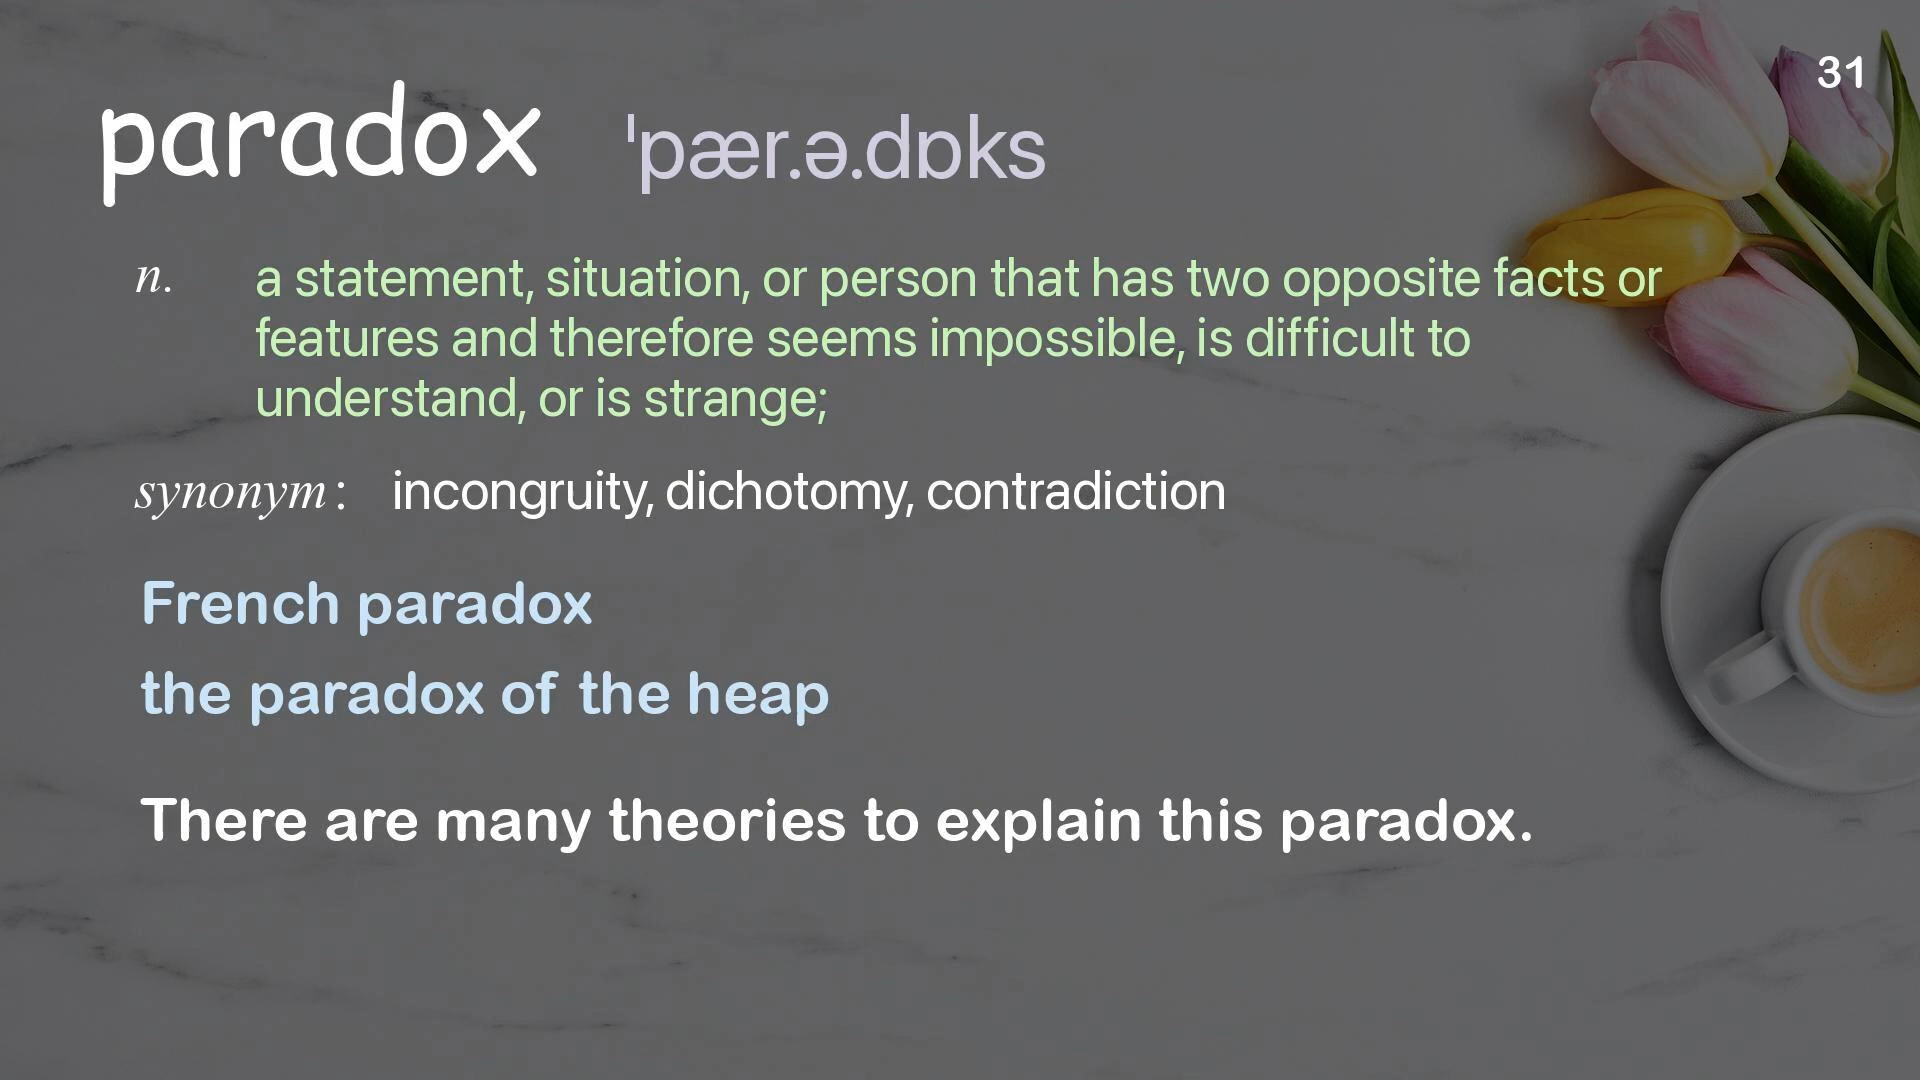 31
paradox ˈpær.ə.dɒks
n. a statement, situation, or person that has two opposite facts or
features and therefore seems impossible, is difficult to
understand, or is strange;
synonym : incongruity, dichotomy, contradiction
French paradox
the paradox of the heap
There are many theories to explain this paradox.